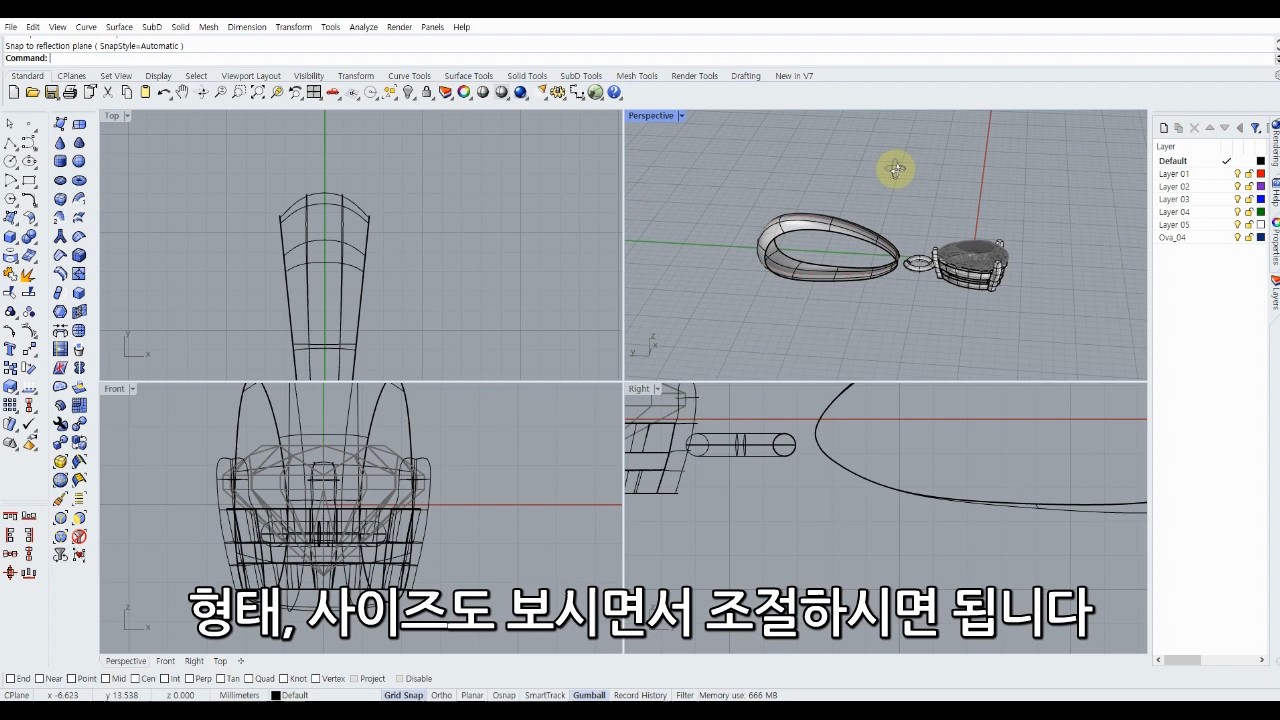 File Edit View Curve Surface SubD Solid Mesh Dimension Transform Tools Analyze Render Panels Help
Snap to reflection plane ( SnapStyle=Automatic )
Command:
Standard CPlanes Set View Display Select Viewport Layout Visibility Transform Curve Tools Surface Tools Solid Tools SubD Tools Mesh Tools Render Tools Drafting New in V7
Top
Perspective
Layer
Default
Layer 01
Layer 02
Layer 03
Layer 04
Layer 05
Ova_04
Rendering
Help
Properties
Layers
y
x
z
x
y
Front
Right
z
x
z
형태, 사이즈도 보시면서 조절하시면 됩니다
Perspective Front Right Top
End Near Point Mid Cen Int Perp Tan Quad Knot Vertex Project Disable
CPlane x -6.623 y 13.538 z 0.000 Millimeters Default Grid Snap Ortho Planar Osnap SmartTrack Gumball Record History Filter Memory use: 666 MB